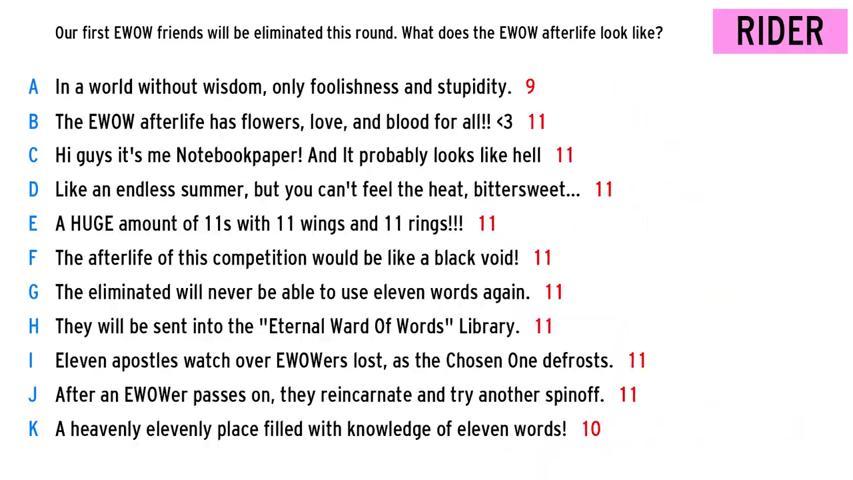 Our first EWOW friends will be eliminated this round. What does the EWOW afterlife look like?
RIDER
A In a world without wisdom, only foolishness and stupidity. 9
B The EWOW afterlife has flowers, love, and blood for all!! <3 11
C Hi guys it's me Notebookpaper! And It probably looks like hell 11
D Like an endless summer, but you can't feel the heat, bittersweet... 11
E A HUGE amount of 11s with 11 wings and 11 rings!!! 11
F The afterlife of this competition would be like a black void! 11
G The eliminated will never be able to use eleven words again. 11
H They will be sent into the "Eternal Ward Of Words" Library. 11
I Eleven apostles watch over EWOWers lost, as the Chosen One defrosts. 11
J After an EWOWer passes on, they reincarnate and try another spinoff. 11
K A heavenly elevenly place filled with knowledge of eleven words! 10